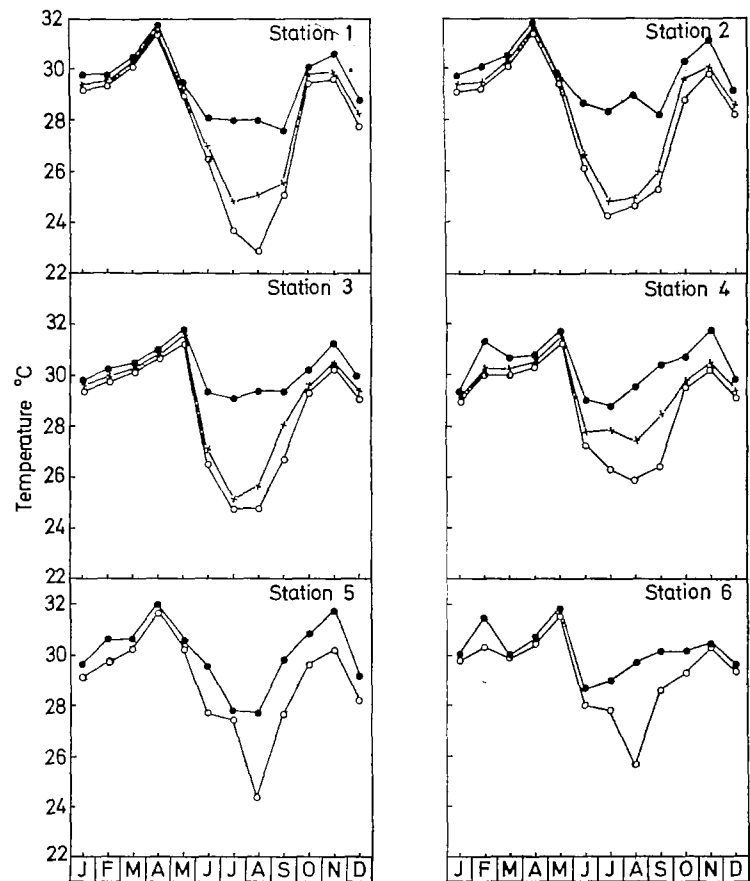 Station 1
Station 2
32
30
28
26
24
22
Station 3
Station 4
32
30
28
26
24
22
Temperature °C
Station 5
Station 6
32
30
28
26
24
22
J F M A M J J A S O N D
J F M A M J J A S O N D